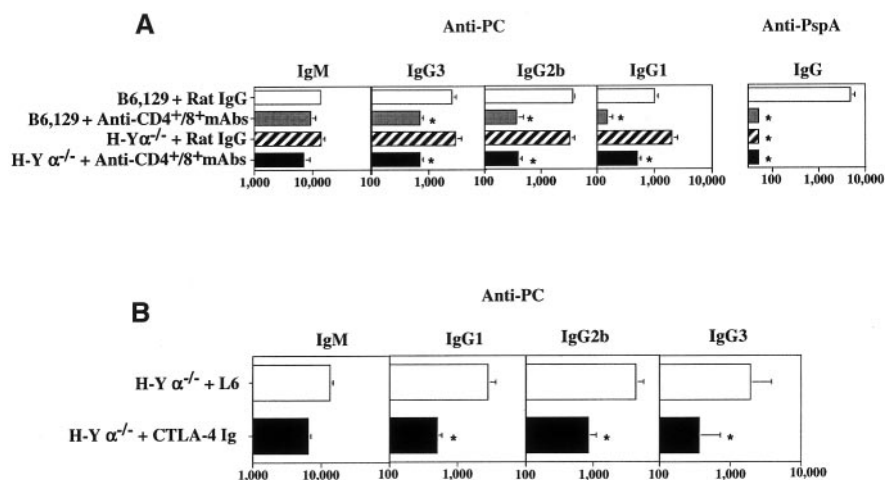 A
Anti-PC
Anti-PspA
IgM IgG3 IgG2b IgG1 IgG
B6,129 + Rat IgG
B6,129 + Anti-CD4+/8+mAbs * * * *
H-Yα-/- + Rat IgG *
H-Y α-/- + Anti-CD4+/8+mAbs * * * *
1,000 10,000 100 1,000 100 1,000 100 1,000 10,000 100 10,000
Anti-PC
B
IgM IgG1 IgG2b IgG3
H-Y α-/- + L6
H-Y α-/- + CTLA-4 Ig * * *
1,000 10,000 100 1,000 100 1,000 100 1,000 10,000